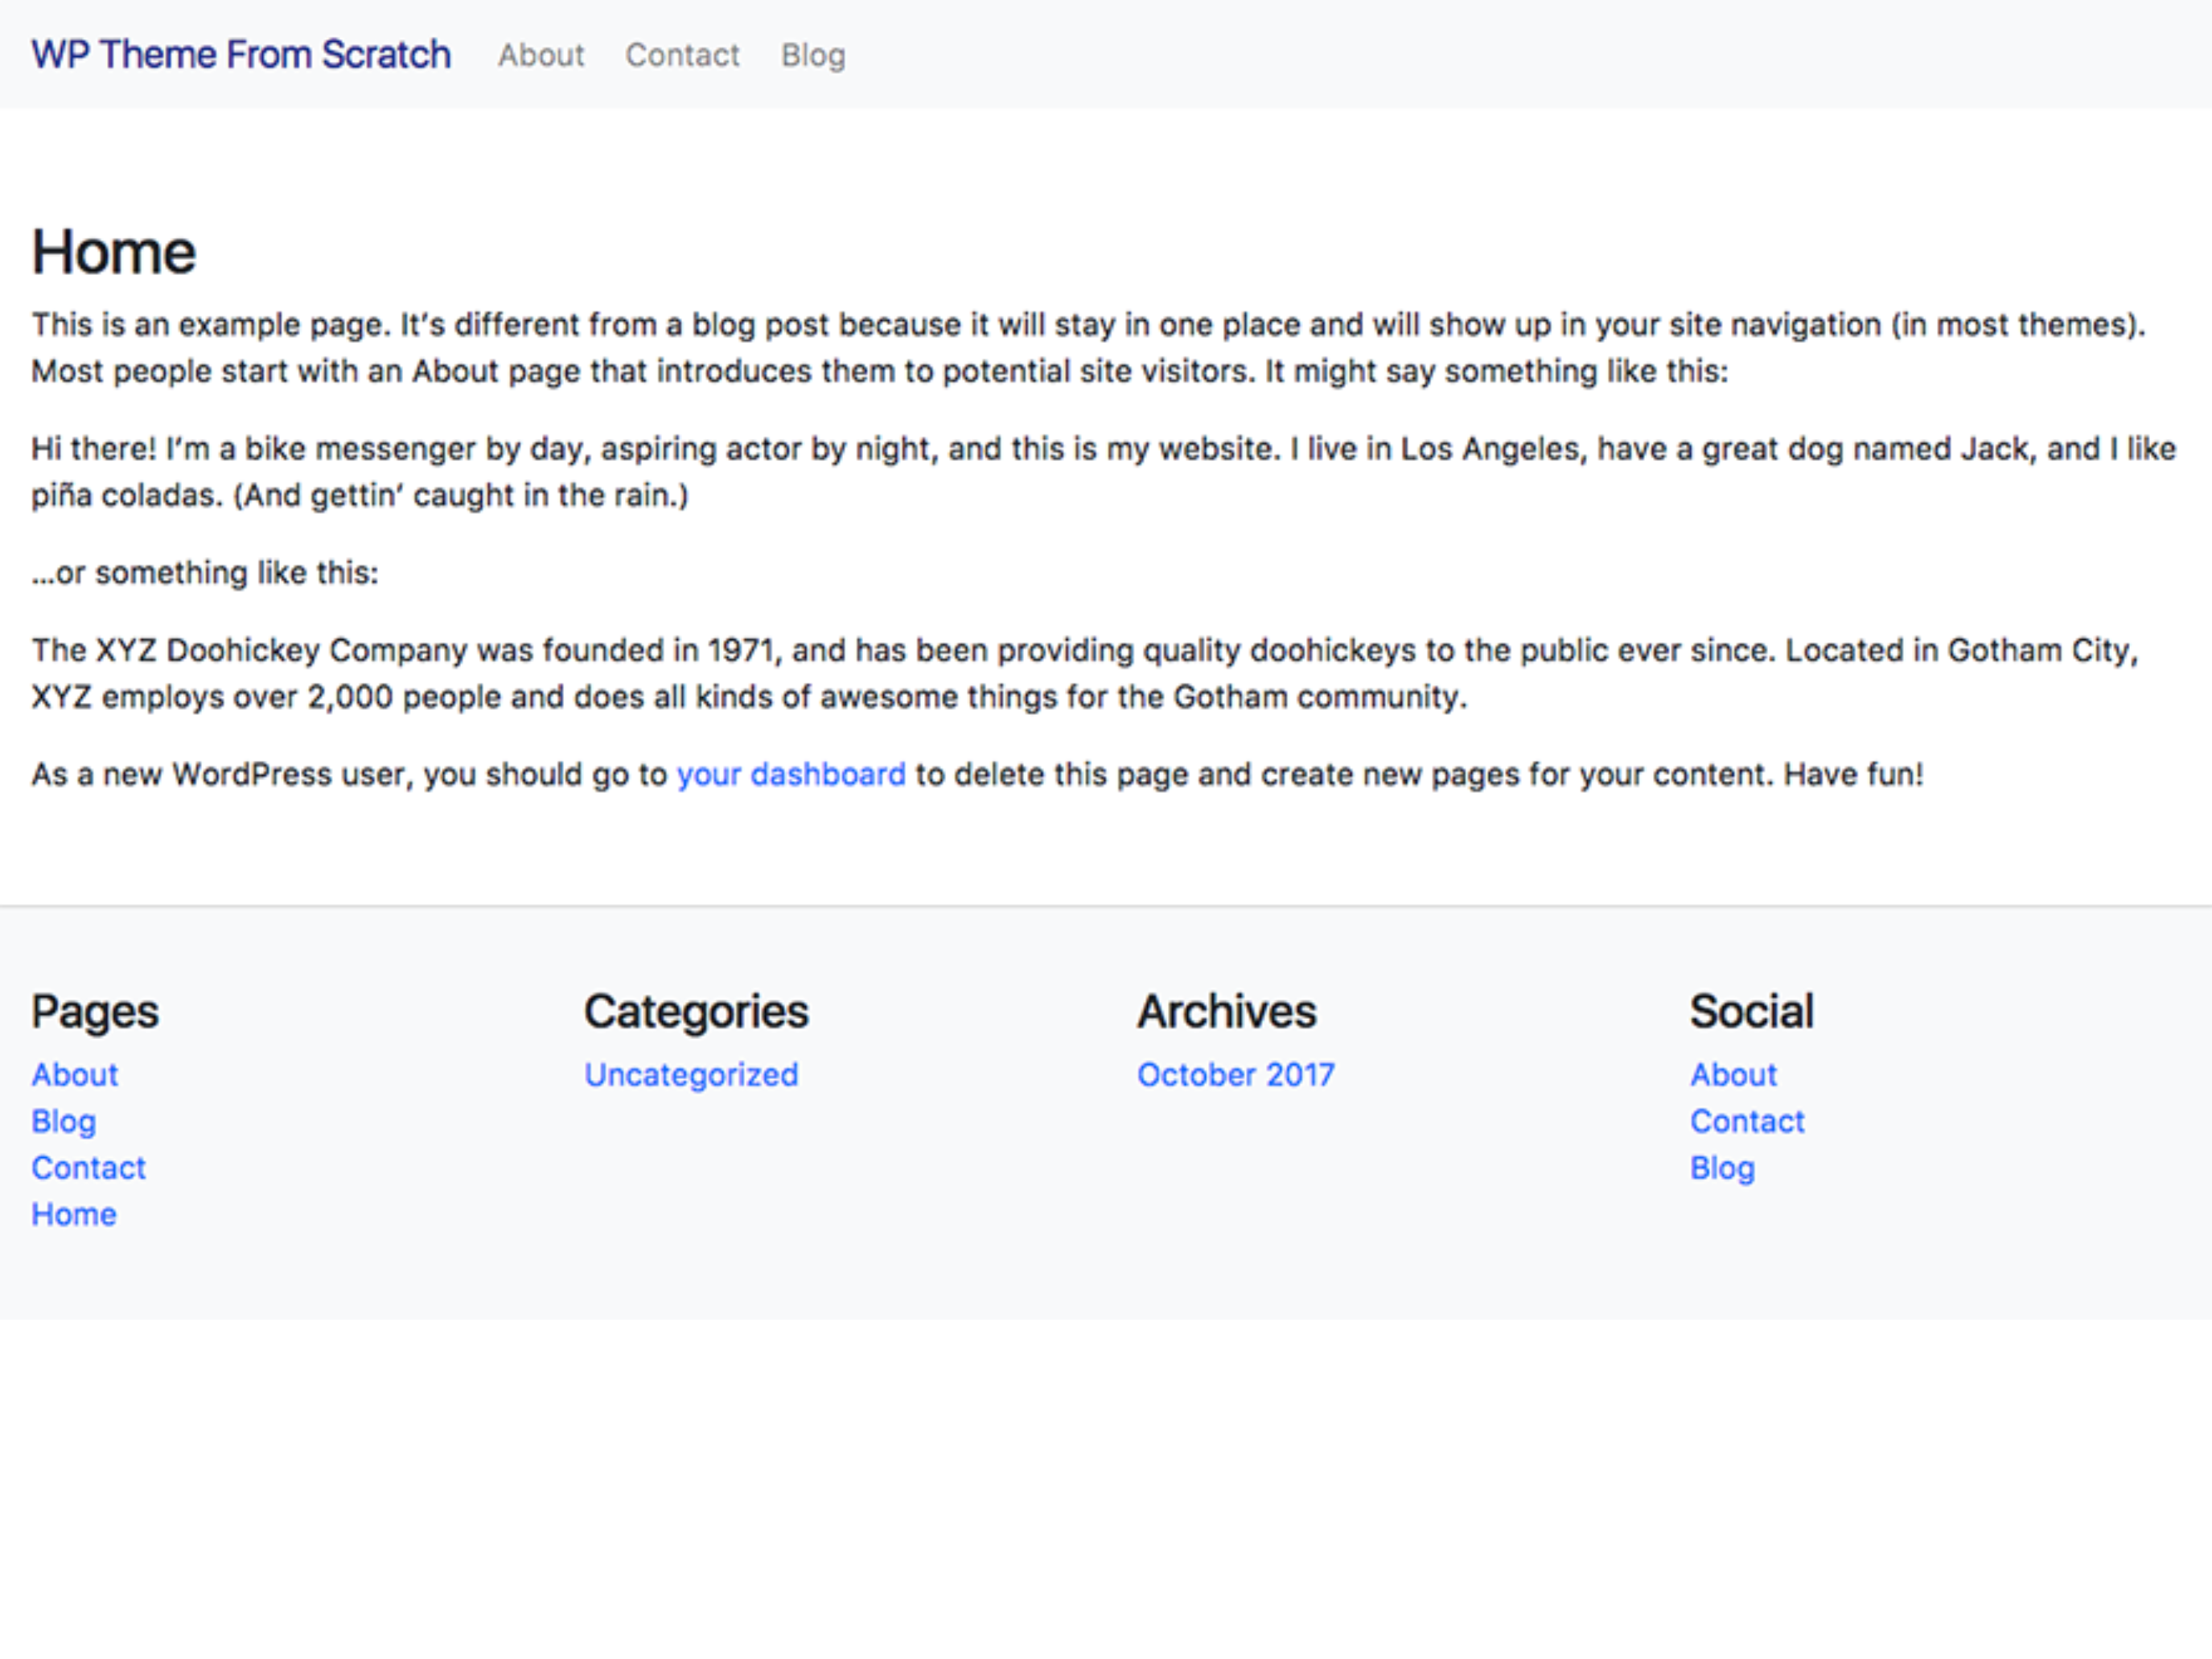 WP Theme From Scratch About Contact Blog
Home
This is an example page. It’s different from a blog post because it will stay in one place and will show up in your site navigation (in most themes).
Most people start with an About page that introduces them to potential site visitors. It might say something like this:
Hi there! I’m a bike messenger by day, aspiring actor by night, and this is my website. I live in Los Angeles, have a great dog named Jack, and I like
piña coladas. (And gettin’ caught in the rain.)
…or something like this:
The XYZ Doohickey Company was founded in 1971, and has been providing quality doohickeys to the public ever since. Located in Gotham City,
XYZ employs over 2,000 people and does all kinds of awesome things for the Gotham community.
As a new WordPress user, you should go to your dashboard to delete this page and create new pages for your content. Have fun!
Pages
About
Blog
Contact
Home
Categories
Uncategorized
Archives
October 2017
Social
About
Contact
Blog